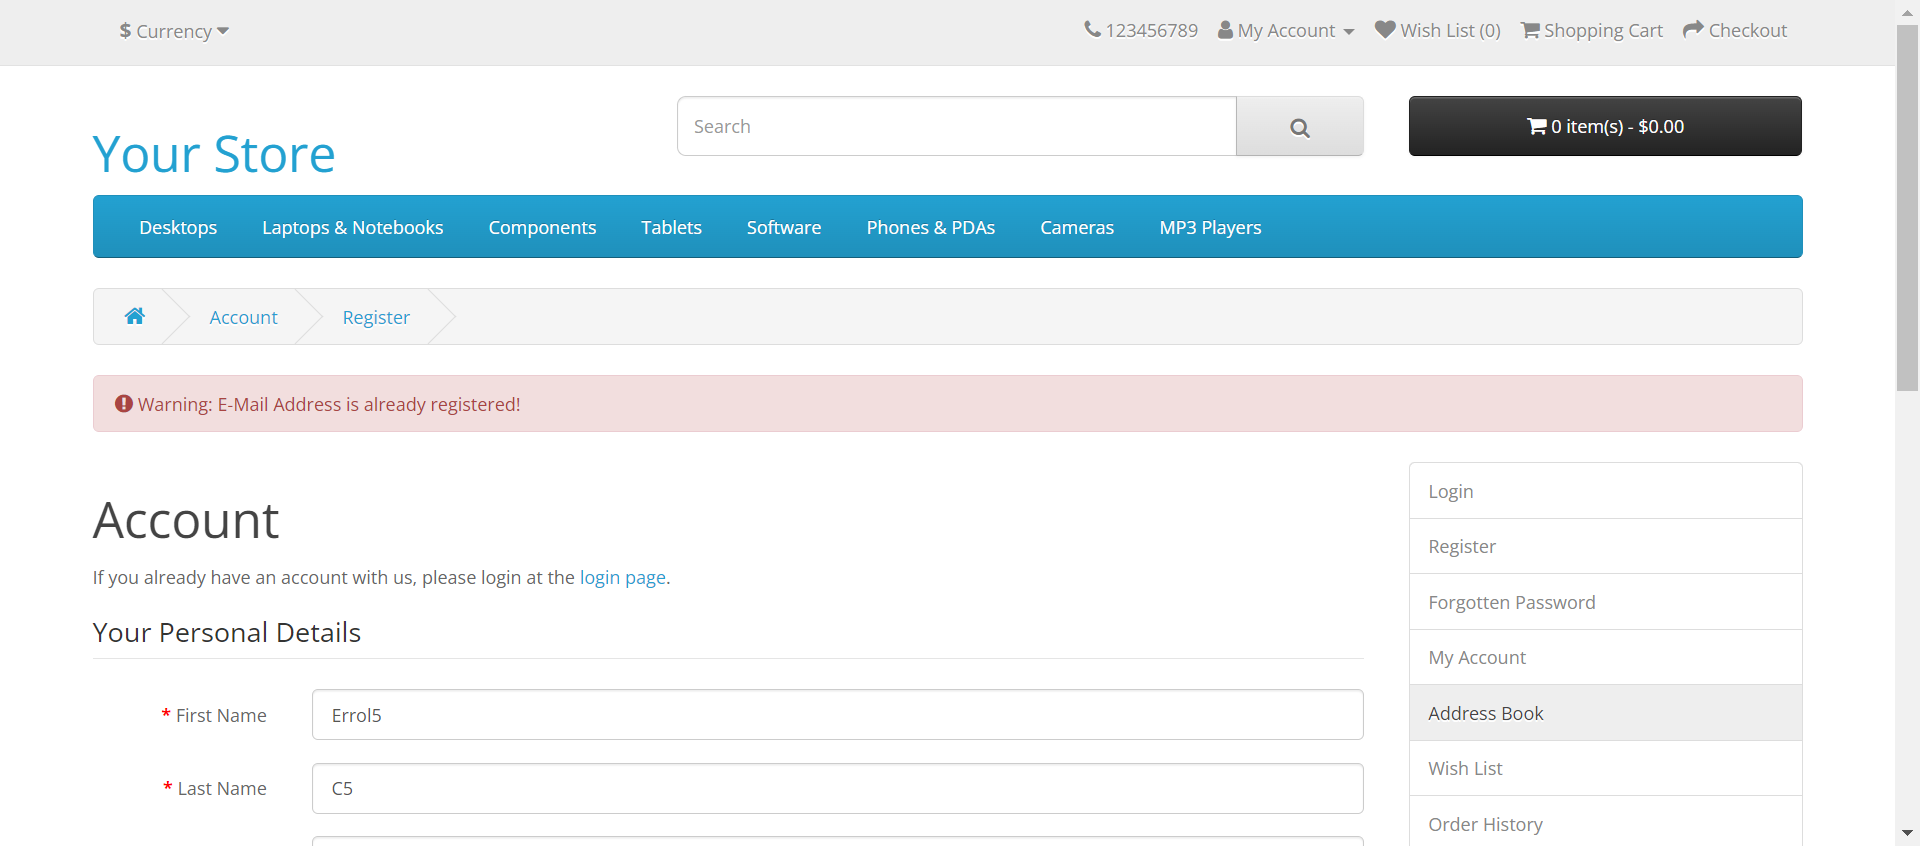 $ Currency
123456789 My Account Wish List (0) Shopping Cart Checkout
Your Store
Search
0 item(s) - $0.00
Desktops Laptops & Notebooks Components Tablets Software Phones & PDAs Cameras MP3 Players
Account Register
Warning: E-Mail Address is already registered!
Account
If you already have an account with us, please login at the login page.
Your Personal Details
* First Name Errol5
* Last Name C5
Login
Register
Forgotten Password
My Account
Address Book
Wish List
Order History